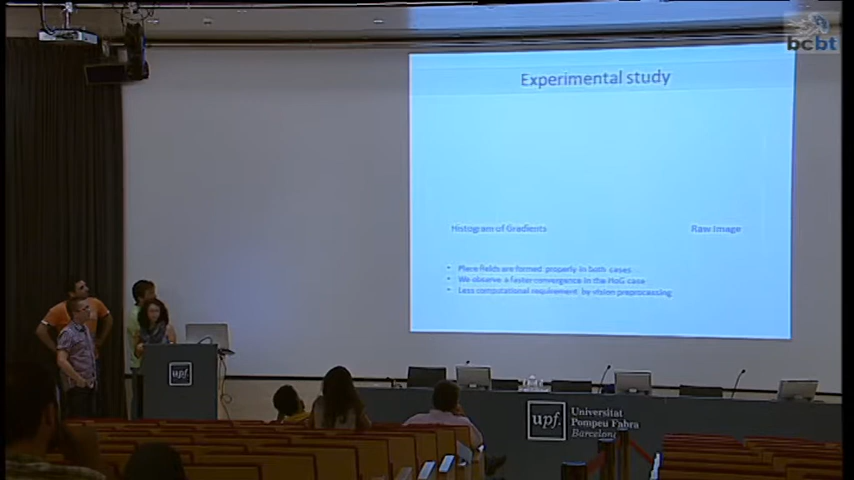 bcbt
Experimental study
Histogram of Gradients
Raw Image
• Place fields are formed properly in both cases
• We observe a faster convergence in the HoG case
• Less computational requirement by vision preprocessing
upf.
upf.
Universitat
Pompeu Fabra
Barcelona